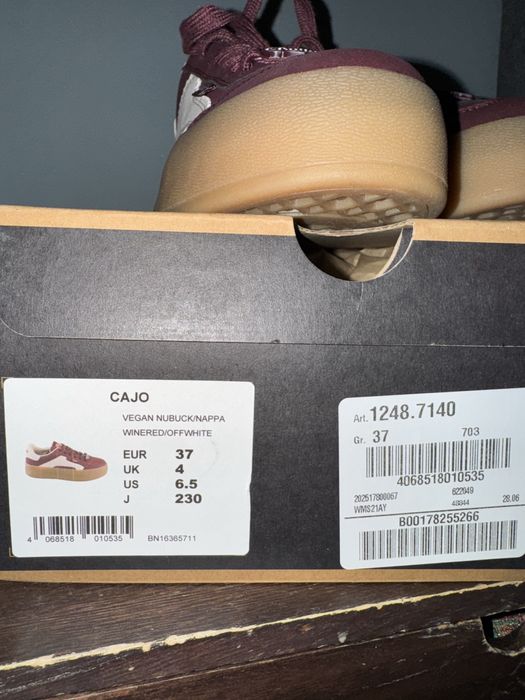 CAJO
VEGAN NUBUCK/NAPPA
WINERED/OFFWHITE
EUR 37
UK 4
US 6.5
J 230
4 068518 010535
BN16365711
Art. 1248.7140
Gr. 37 703
4068518010535
202517800067 622049
WMS21AY 43344 28.06
B00178255266